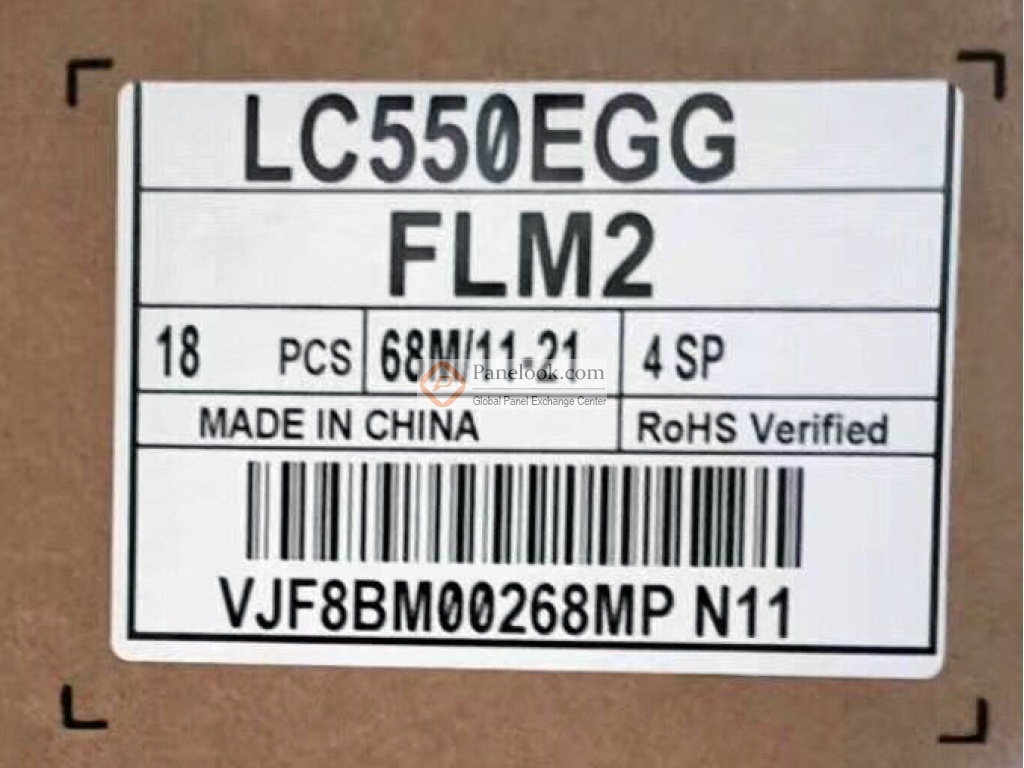 LC550EGG
FLM2
18 PCS 68M/11-21 4 SP
Panelook.com
Global Panel Exchange Center
MADE IN CHINA RoHS Verified
VJF8BM00268MP N11